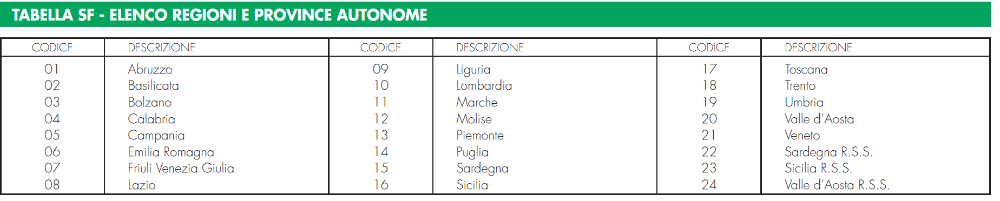 TABELLA SF - ELENCO REGIONI E PROVINCE AUTONOME
CODICE DESCRIZIONE CODICE DESCRIZIONE CODICE DESCRIZIONE
01 Abruzzo 09 Liguria 17 Toscana
02 Basilicata 10 Lombardia 18 Trento
03 Bolzano 11 Marche 19 Umbria
04 Calabria 12 Molise 20 Valle d'Aosta
05 Campania 13 Piemonte 21 Veneto
06 Emilia Romagna 14 Puglia 22 Sardegna R.S.S.
07 Friuli Venezia Giulia 15 Sardegna 23 Sicilia R.S.S.
08 Lazio 16 Sicilia 24 Valle d'Aosta R.S.S.